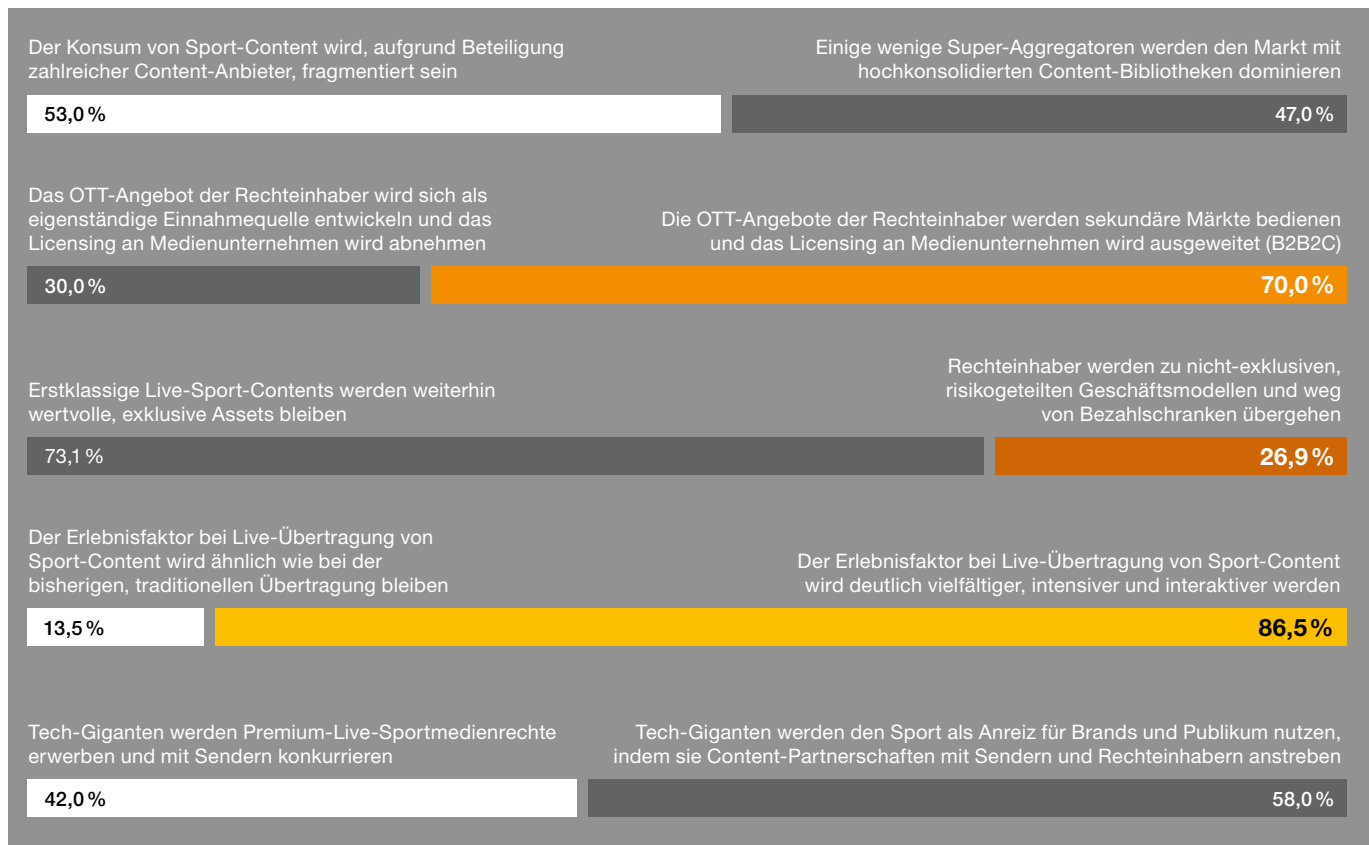 Der Konsum von Sport-Content wird, aufgrund Beteiligung
zahlreicher Content-Anbieter, fragmentiert sein
Einige wenige Super-Aggregatoren werden den Markt mit
hochkonsolidierten Content-Bibliotheken dominieren
53,0 %
47,0 %
Das OTT-Angebot der Rechteinhaber wird sich als
eigenständige Einnahmequelle entwickeln und das
Licensing an Medienunternehmen wird abnehmen
Die OTT-Angebote der Rechteinhaber werden sekundäre Märkte bedienen
und das Licensing an Medienunternehmen wird ausgeweitet (B2B2C)
30,0 %
70,0 %
Erstklassige Live-Sport-Contents werden weiterhin
wertvolle, exklusive Assets bleiben
Rechteinhaber werden zu nicht-exklusiven,
risikogeteilten Geschäftsmodellen und weg
von Bezahlschranken übergehen
73,1 %
26,9 %
Der Erlebnisfaktor bei Live-Übertragung von
Sport-Content wird ähnlich wie bei der
bisherigen, traditionellen Übertragung bleiben
Der Erlebnisfaktor bei Live-Übertragung von Sport-Content
wird deutlich vielfältiger, intensiver und interaktiver werden
13,5 %
86,5 %
Tech-Giganten werden Premium-Live-Sportmedienrechte
erwerben und mit Sendern konkurrieren
Tech-Giganten werden den Sport als Anreiz für Brands und Publikum nutzen,
indem sie Content-Partnerschaften mit Sendern und Rechteinhabern anstreben
42,0 %
58,0 %